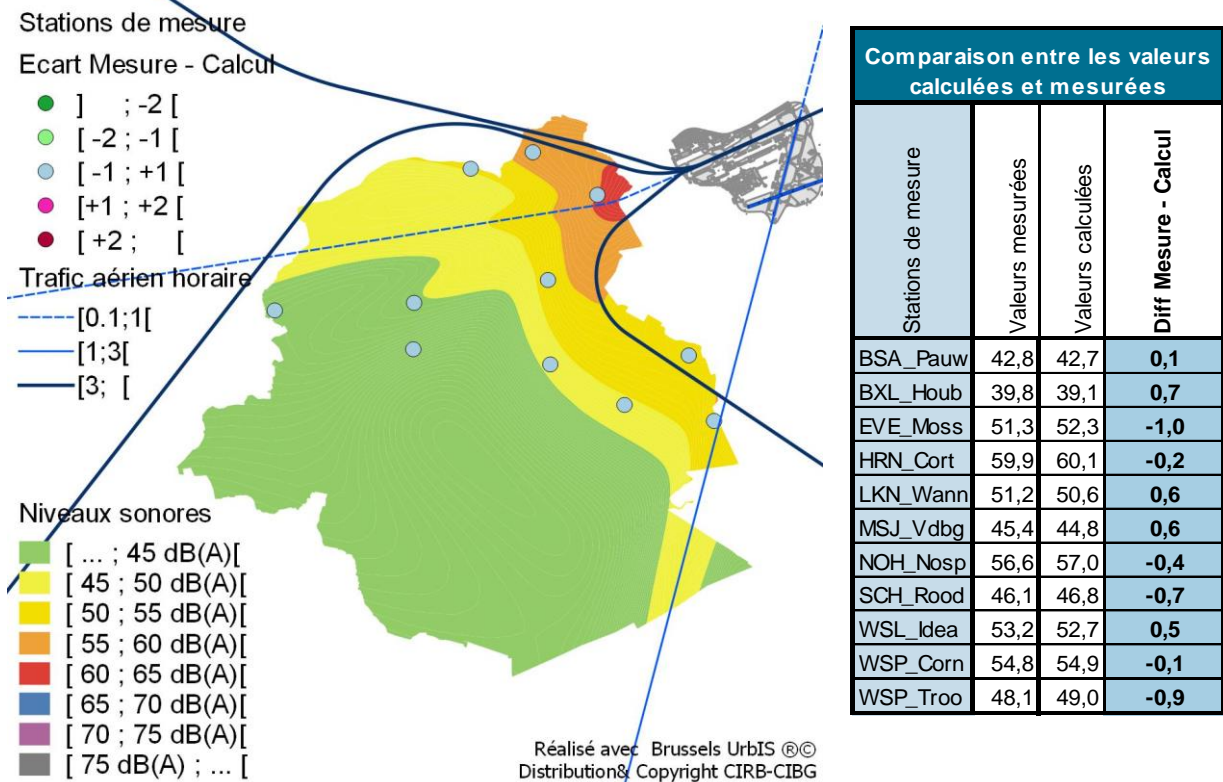 Stations de mesure
Ecart Mesure - Calcul
] ; -2 [
[ -2 ; -1 [
[ -1 ; +1 [
[+1 ; +2 [
[ +2 ; [
Trafic aérien horaire
[0.1;1[
[1;3[
[3; [
Niveaux sonores
[ ... ; 45 dB(A)[
[ 45 ; 50 dB(A)[
[ 50 ; 55 dB(A)[
[ 55 ; 60 dB(A)[
[ 60 ; 65 dB(A)[
[ 65 ; 70 dB(A)[
[ 70 ; 75 dB(A)[
[ 75 dB(A) ; ... [
Réalisé avec Brussels UrbIS ®©
Distribution& Copyright CIRB-CIBG
Comparaison entre les valeurs
calculées et mesurées
Stations de mesure Valeurs mesurées Valeurs calculées Diff Mesure - Calcul
BSA_Pauw 42,8 42,7 0,1
BXL_Houb 39,8 39,1 0,7
EVE_Moss 51,3 52,3 -1,0
HRN_Cort 59,9 60,1 -0,2
LKN_Wann 51,2 50,6 0,6
MSJ_Vdbg 45,4 44,8 0,6
NOH_Nosp 56,6 57,0 -0,4
SCH_Rood 46,1 46,8 -0,7
WSL_Idea 53,2 52,7 0,5
WSP_Corn 54,8 54,9 -0,1
WSP_Troo 48,1 49,0 -0,9